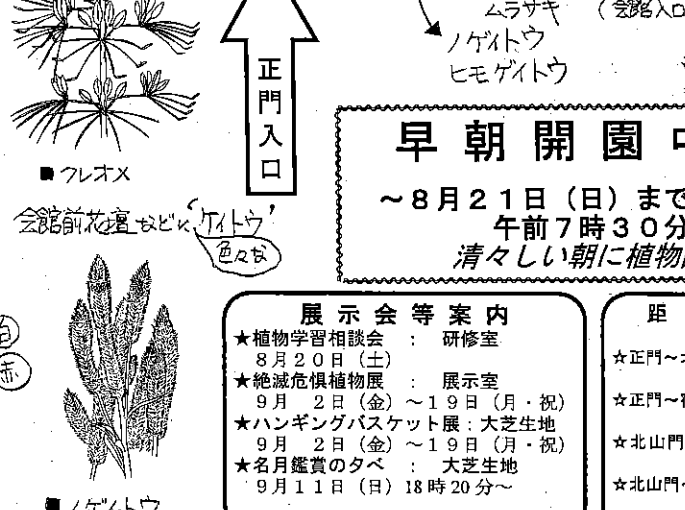 ムラサキ (会館入口
ノゲイトウ
ヒモゲイトウ
正門入口
■クレオメ
早朝開園中
～8月21日（日）まで
午前7時30分
清々しい朝に植物
会館前花壇などに'ケイトウ'
色々な
白
赤
展示会等案内
★植物学習相談会 ： 研修室
8月20日（土）
★絶滅危惧植物展 ： 展示室
9月 2日（金）～19日（月・祝）
★ハンギングバスケット展：大芝生地
9月 2日（金）～19日（月・祝）
★名月鑑賞の夕べ ： 大芝生地
9月11日（日）18時20分～
距
☆正門～
☆正門～
☆北山門
☆北山門～
■ノゲイトウ